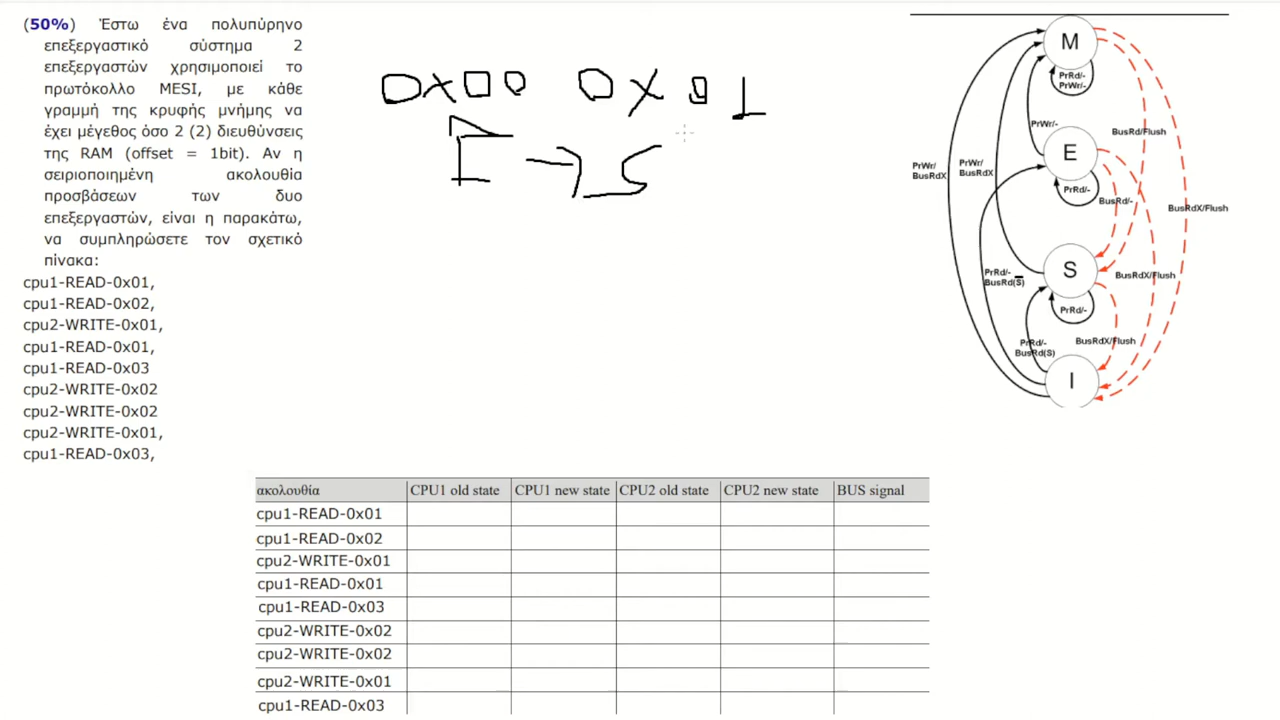 (50%) Έστω ένα πολυπύρηνο
επεξεργαστικό σύστημα 2
επεξεργαστών χρησιμοποιεί το
πρωτόκολλο MESI, με κάθε
γραμμή της κρυφής μνήμης να
έχει μέγεθος όσο 2 (2) διευθύνσεις
της RAM (offset = 1bit). Αν η
σειριοποιημένη ακολουθία
προσβάσεων των δυο
επεξεργαστών, είναι η παρακάτω,
να συμπληρώσετε τον σχετικό
πίνακα:
cpu1-READ-0x01,
cpu1-READ-0x02,
cpu2-WRITE-0x01,
cpu1-READ-0x01,
cpu1-READ-0x03
cpu2-WRITE-0x02
cpu2-WRITE-0x02
cpu2-WRITE-0x01,
cpu1-READ-0x03,
0x00 0x01
M
PrRd/-
PrWr/-
PrWr/-
BusRd/Flush
E
PrWr/
BusRdX
PrWr/
BusRdX
PrRd/-
BusRd/-
BusRdX/Flush
S
PrRd/-
BusRd(S)
BusRdX/Flush
PrRd/-
PrRd/-
BusRd(S)
BusRdX/Flush
I
ακολουθία CPU1 old state CPU1 new state CPU2 old state CPU2 new state BUS signal
cpu1-READ-0x01
cpu1-READ-0x02
cpu2-WRITE-0x01
cpu1-READ-0x01
cpu1-READ-0x03
cpu2-WRITE-0x02
cpu2-WRITE-0x02
cpu2-WRITE-0x01
cpu1-READ-0x03